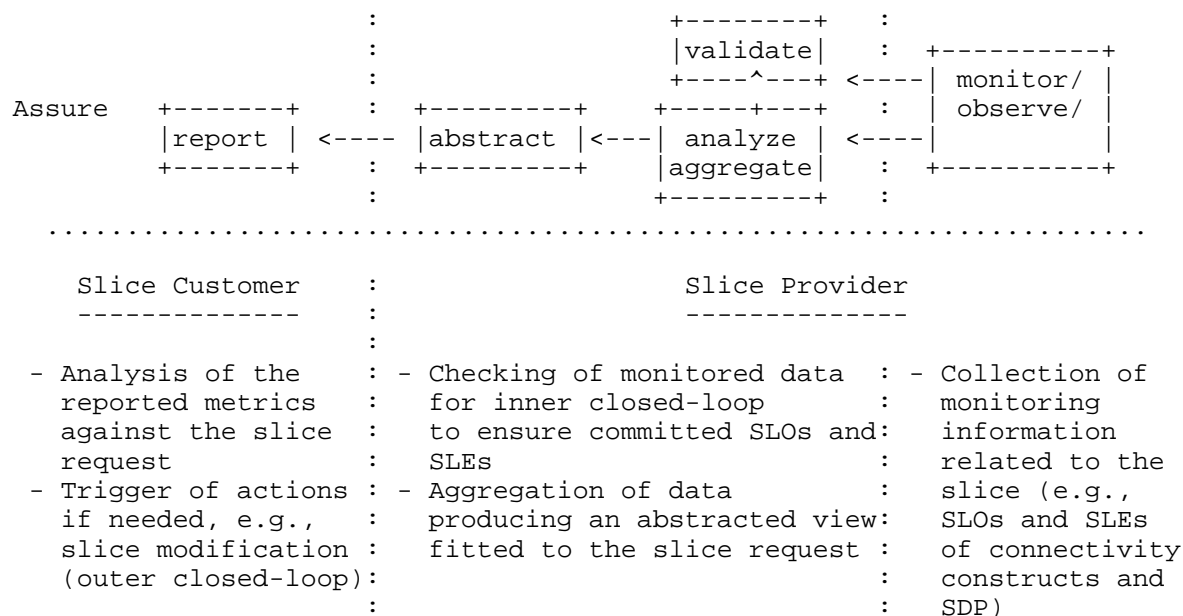 :                  +--------+   :
                       :                  |validate|   :  +----------+
                       :                  +----^---+ <----| monitor/ |
Assure   +-------+     :  +---------+    +-----+---+   :  | observe/ |
         |report | <---- |abstract |<---| analyze | <----|          |
         +-------+     :  +---------+    |aggregate|   :  +----------+
                       :                 +---------+   :
  .....................................................................
    Slice Customer     :                   Slice Provider
    --------------     :                   --------------
                       :
 - Analysis of the     : - Checking of monitored data  : - Collection of
   reported metrics    :   for inner closed-loop       :   monitoring
   against the slice   :   to ensure committed SLOs and:   information
   request             :   SLEs                        :   related to the
 - Trigger of actions  : - Aggregation of data         :   slice (e.g.,
   if needed, e.g.,    :   producing an abstracted view:   SLOs and SLEs
   slice modification  :   fitted to the slice request :   of connectivity
   (outer closed-loop):                                :   constructs and
                       :                               :   SDP)